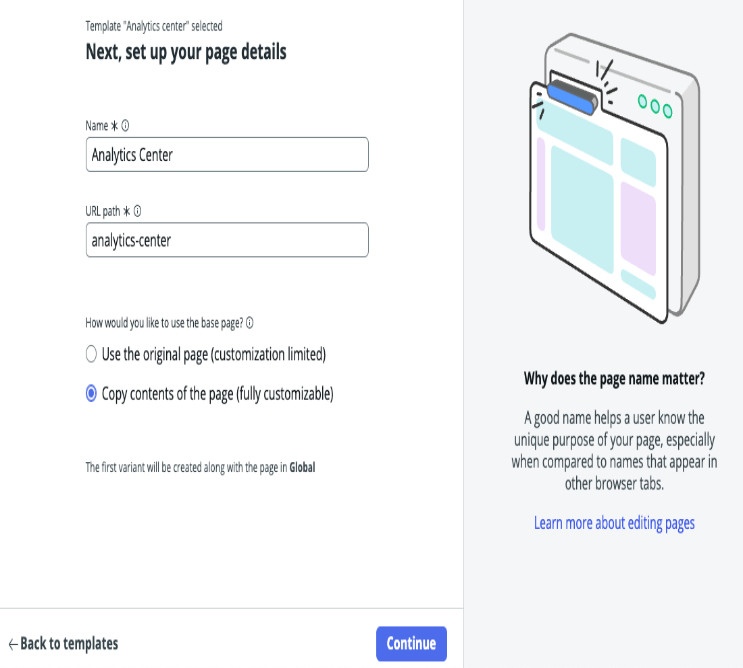 Template "Analytics center" selected
Next, set up your page details
Name *
Analytics Center
URL path *
analytics-center
How would you like to use the base page?
Use the original page (customization limited)
Copy contents of the page (fully customizable)
The first variant will be created along with the page in Global
← Back to templates
Continue
Why does the page name matter?
A good name helps a user know the
unique purpose of your page, especially
when compared to names that appear in
other browser tabs.
Learn more about editing pages